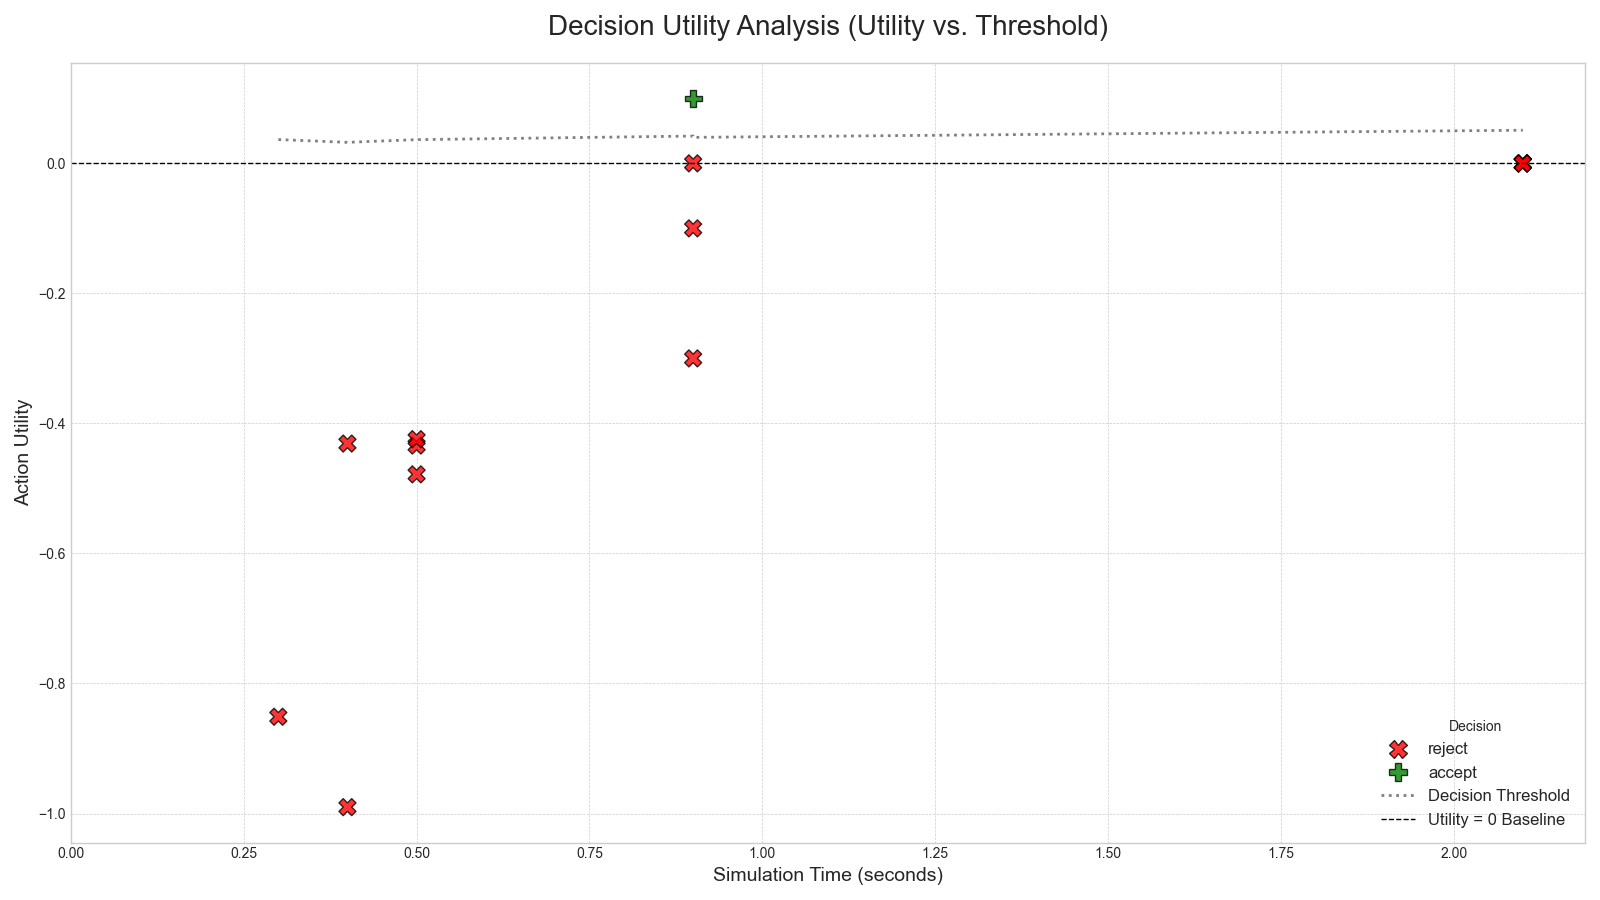 Decision Utility Analysis (Utility vs. Threshold)
Action Utility
0.0
−0.2
−0.4
−0.6
−0.8
−1.0
0.00 0.25 0.50 0.75 1.00 1.25 1.50 1.75 2.00
Simulation Time (seconds)
Decision
reject
accept
Decision Threshold
Utility = 0 Baseline